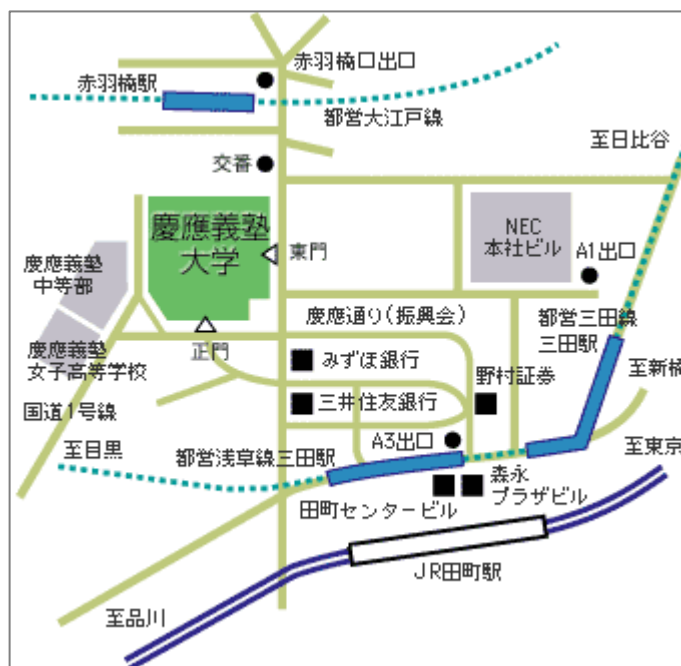 赤羽橋口出口
赤羽橋駅
都営大江戸線
至日比谷
交番
慶應義塾
大学
東門
NEC
本社ビル
A1出口
慶應義塾
中等部
慶應通り(振興会)
都営三田線
三田駅
正門
慶應義塾
女子高等学校
みずほ銀行
野村証券
至新橋
国道1号線
三井住友銀行
至目黒
都営浅草線三田駅
A3出口
至東京
森永
プラザビル
田町センタービル
JR田町駅
至品川